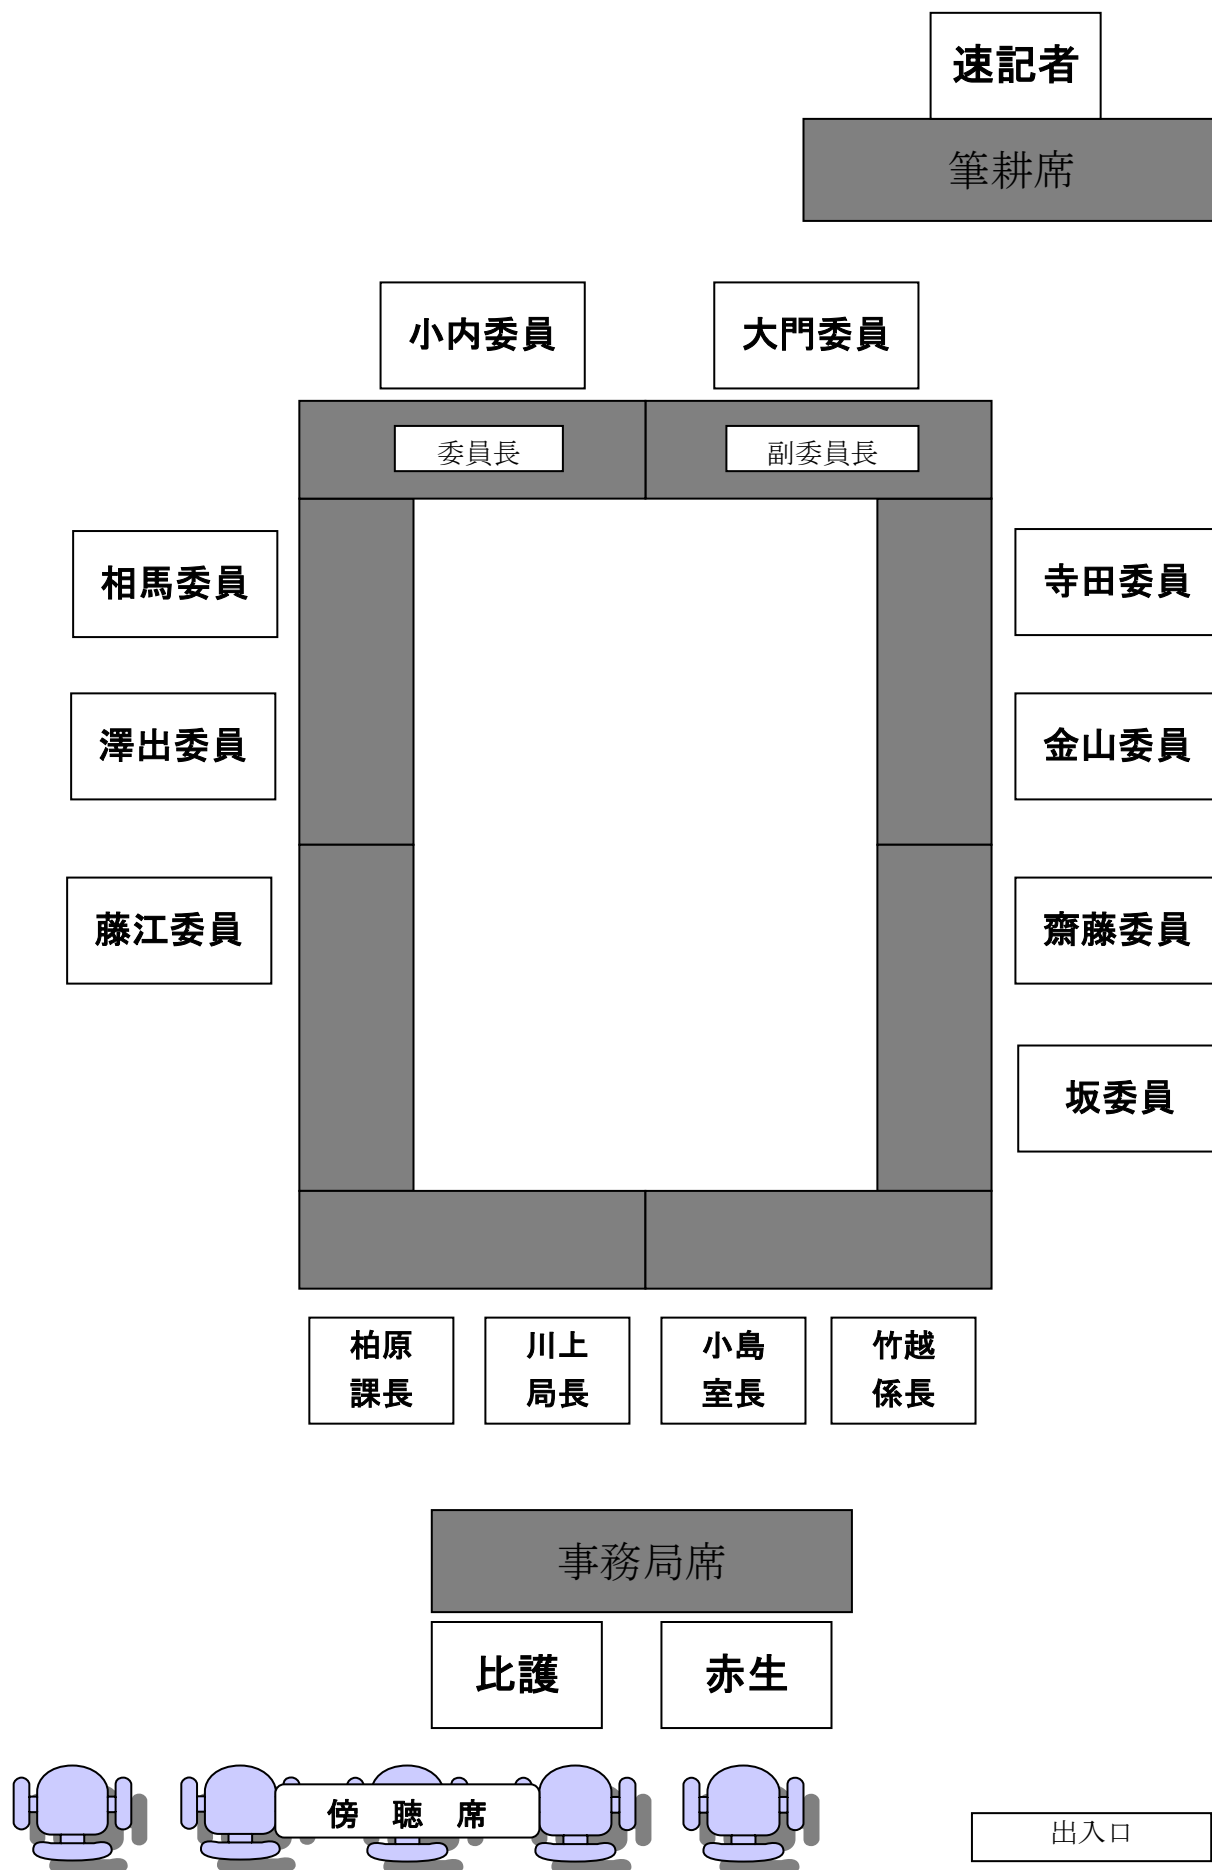 速記者
筆耕席
小内委員
大門委員
委員長
副委員長
相馬委員
寺田委員
澤出委員
金山委員
藤江委員
齋藤委員
坂委員
柏原
課長
川上
局長
小島
室長
竹越
係長
事務局席
比護
赤生
傍　聴　席
出入口